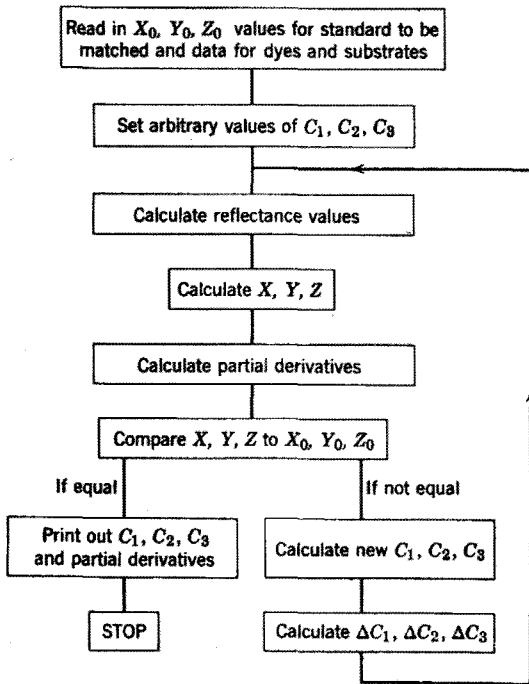 Read in X₀, Y₀, Z₀ values for standard to be
matched and data for dyes and substrates
Set arbitrary values of C₁, C₂, C₃
Calculate reflectance values
Calculate X, Y, Z
Calculate partial derivatives
Compare X, Y, Z to X₀, Y₀, Z₀
If equal
If not equal
Print out C₁, C₂, C₃
and partial derivatives
Calculate new C₁, C₂, C₃
STOP
Calculate ΔC₁, ΔC₂, ΔC₃